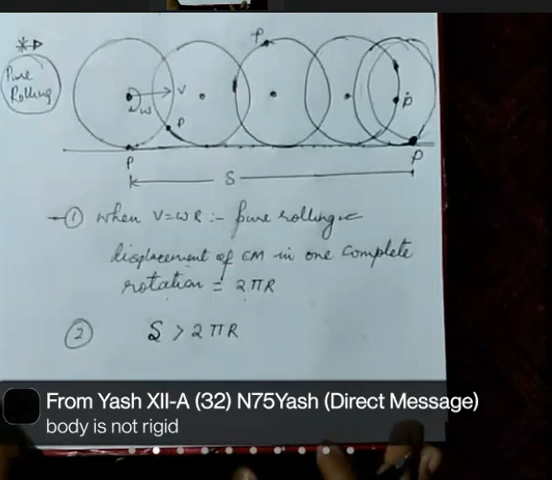 Pure
Rolling
P
ω
v
P
P
P
P
S
① when V=ωR :- pure rolling
displacement of CM in one complete
rotation = 2πR
② S > 2πR
From Yash XII-A (32) N75Yash (Direct Message)
body is not rigid